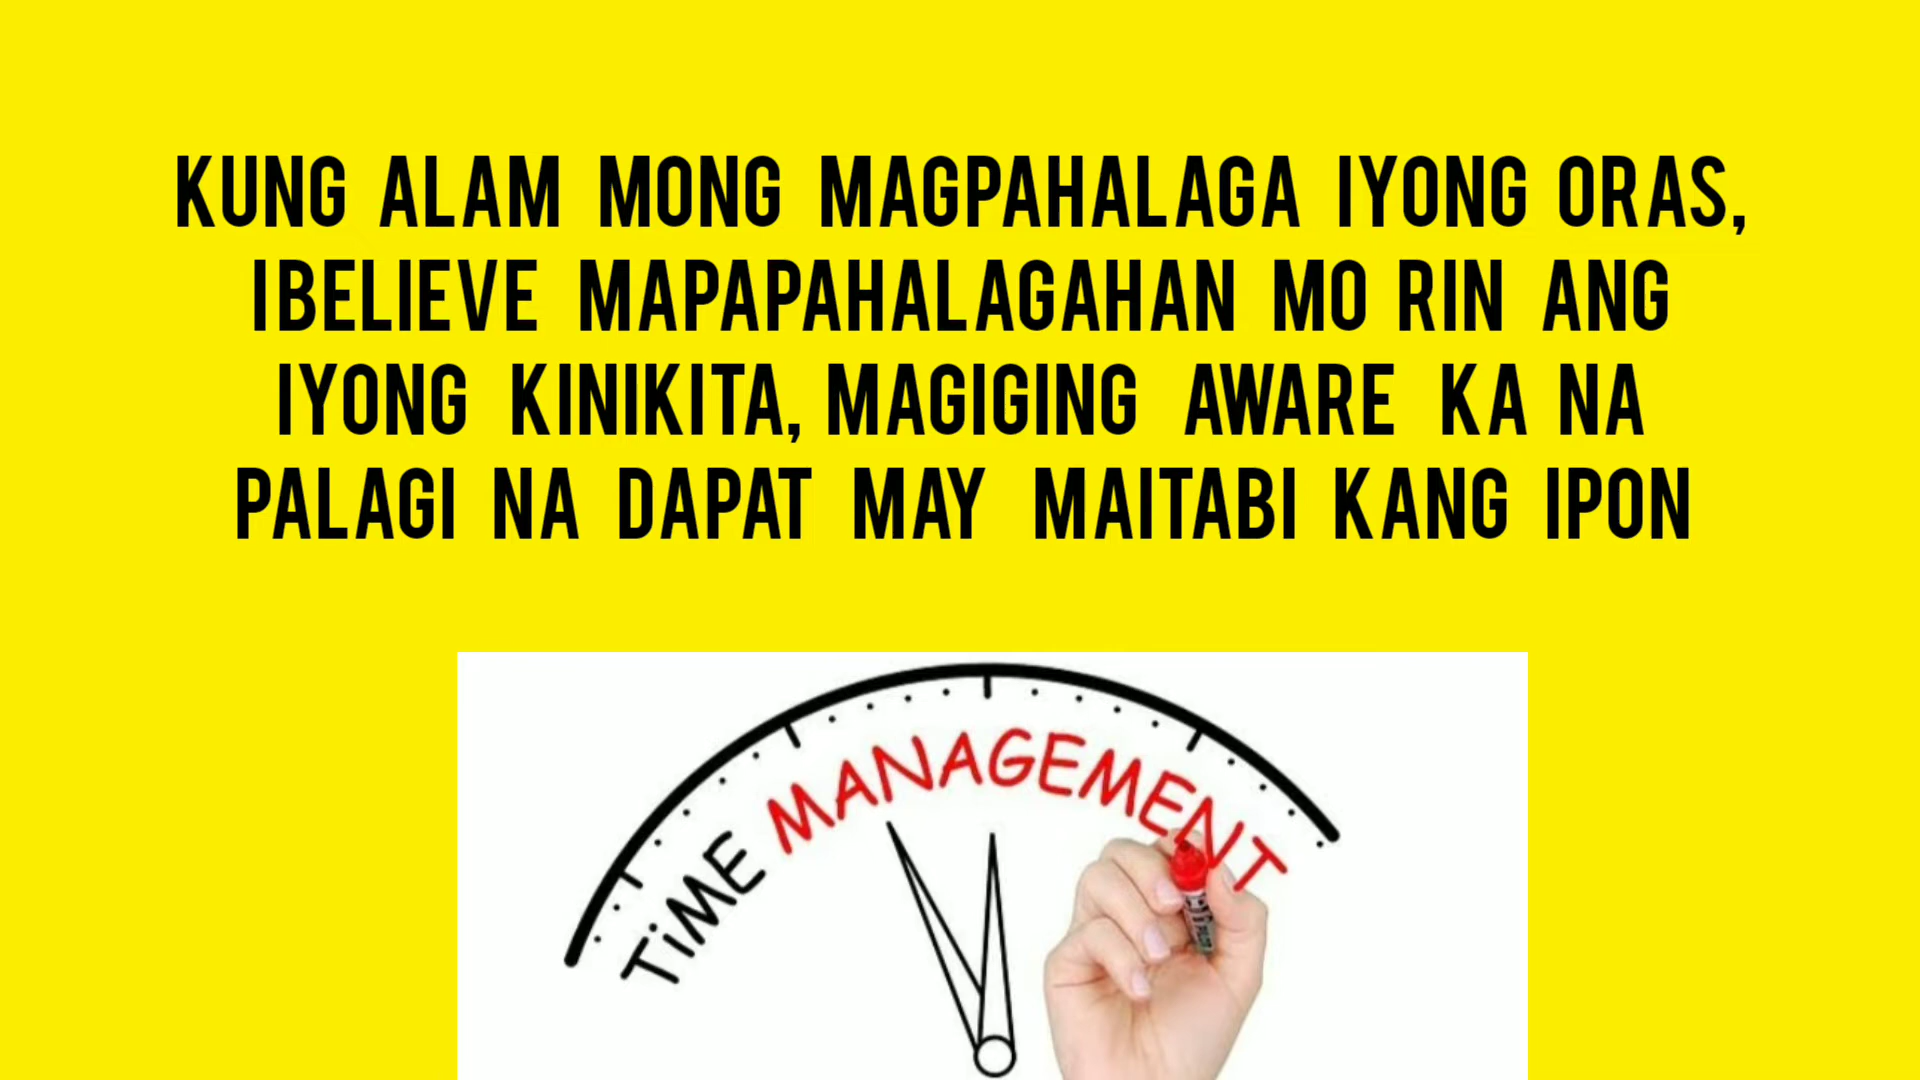 KUNG ALAM MONG MAGPAHALAGA IYONG ORAS,
I BELIEVE MAPAPAHALAGAHAN MO RIN ANG
IYONG KINIKITA, MAGIGING AWARE KA NA
PALAGI NA DAPAT MAY MAITABI KANG IPON
TiME MANAGEMENT